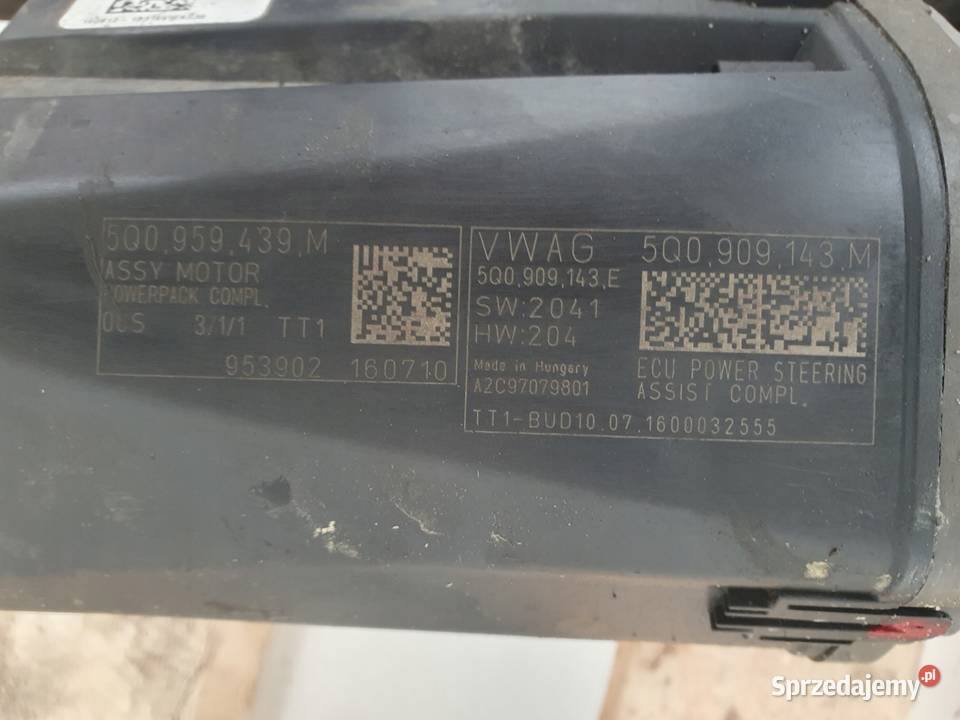 5Q0.959.439.M
ASSY MOTOR
POWERPACK COMPL.
3/1/1 TT1
953902 160710
VWAG 5Q0.909.143.M
5Q0.909.143.E
SW:2041
HW:204
Made in Hungary
A2C97079801
ECU POWER STEERING
ASSIST COMPL.
TT1-BUD10.07.1600032555
Sprzedajemy.pl